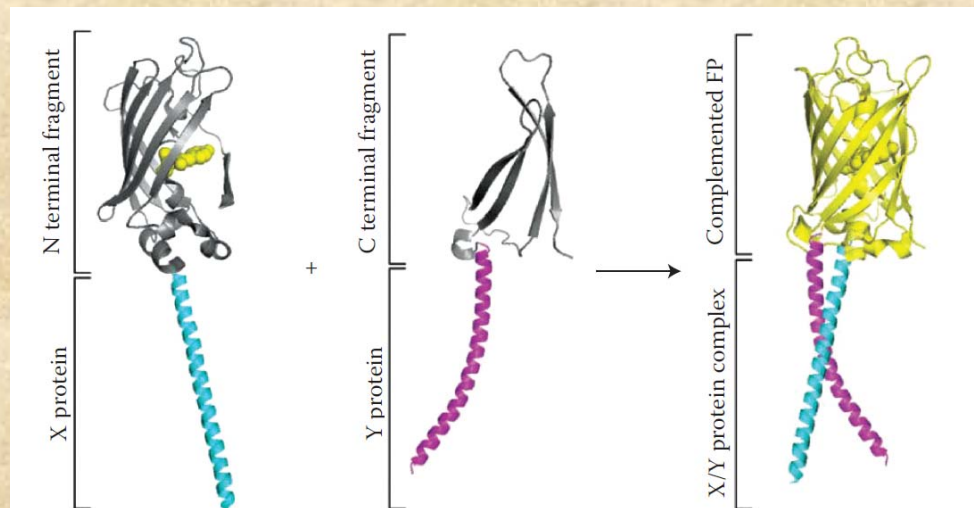 N terminal fragment
X protein
+
C terminal fragment
Y protein
Complemented FP
X/Y protein complex